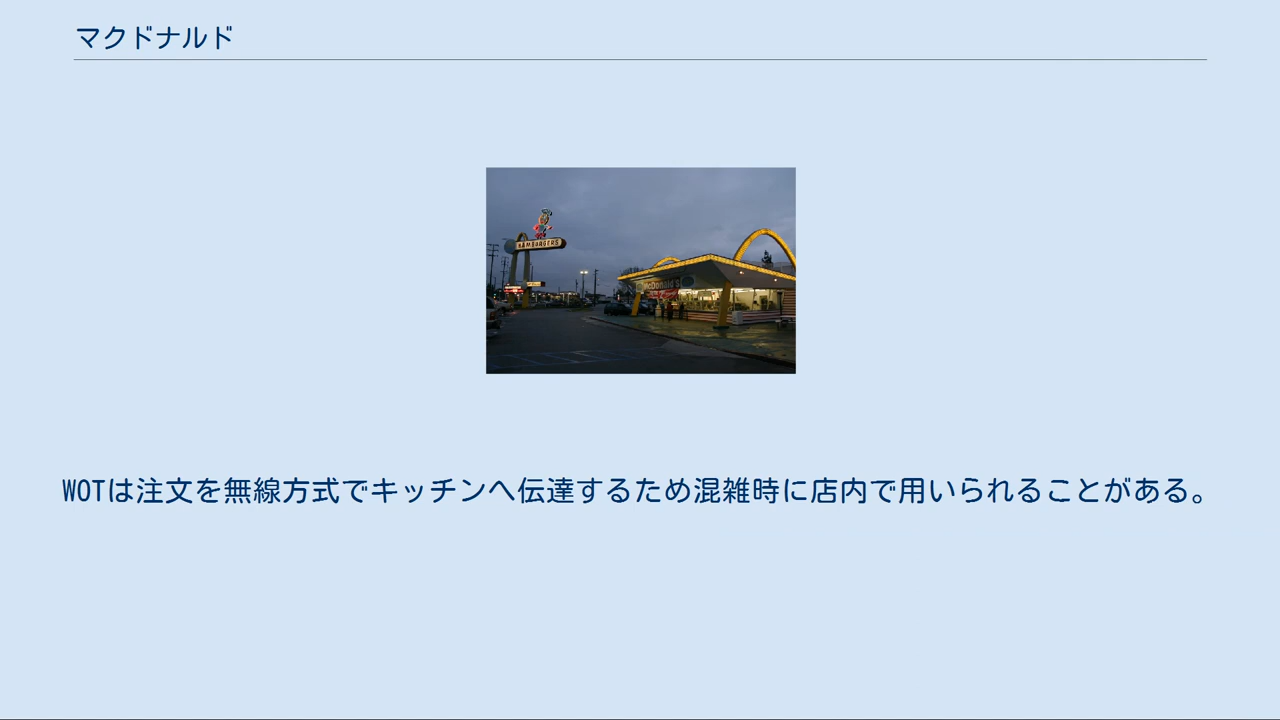 マクドナルド
HAMBURGERS
McDonald's
WOTは注文を無線方式でキッチンへ伝達するため混雑時に店内で用いられることがある。